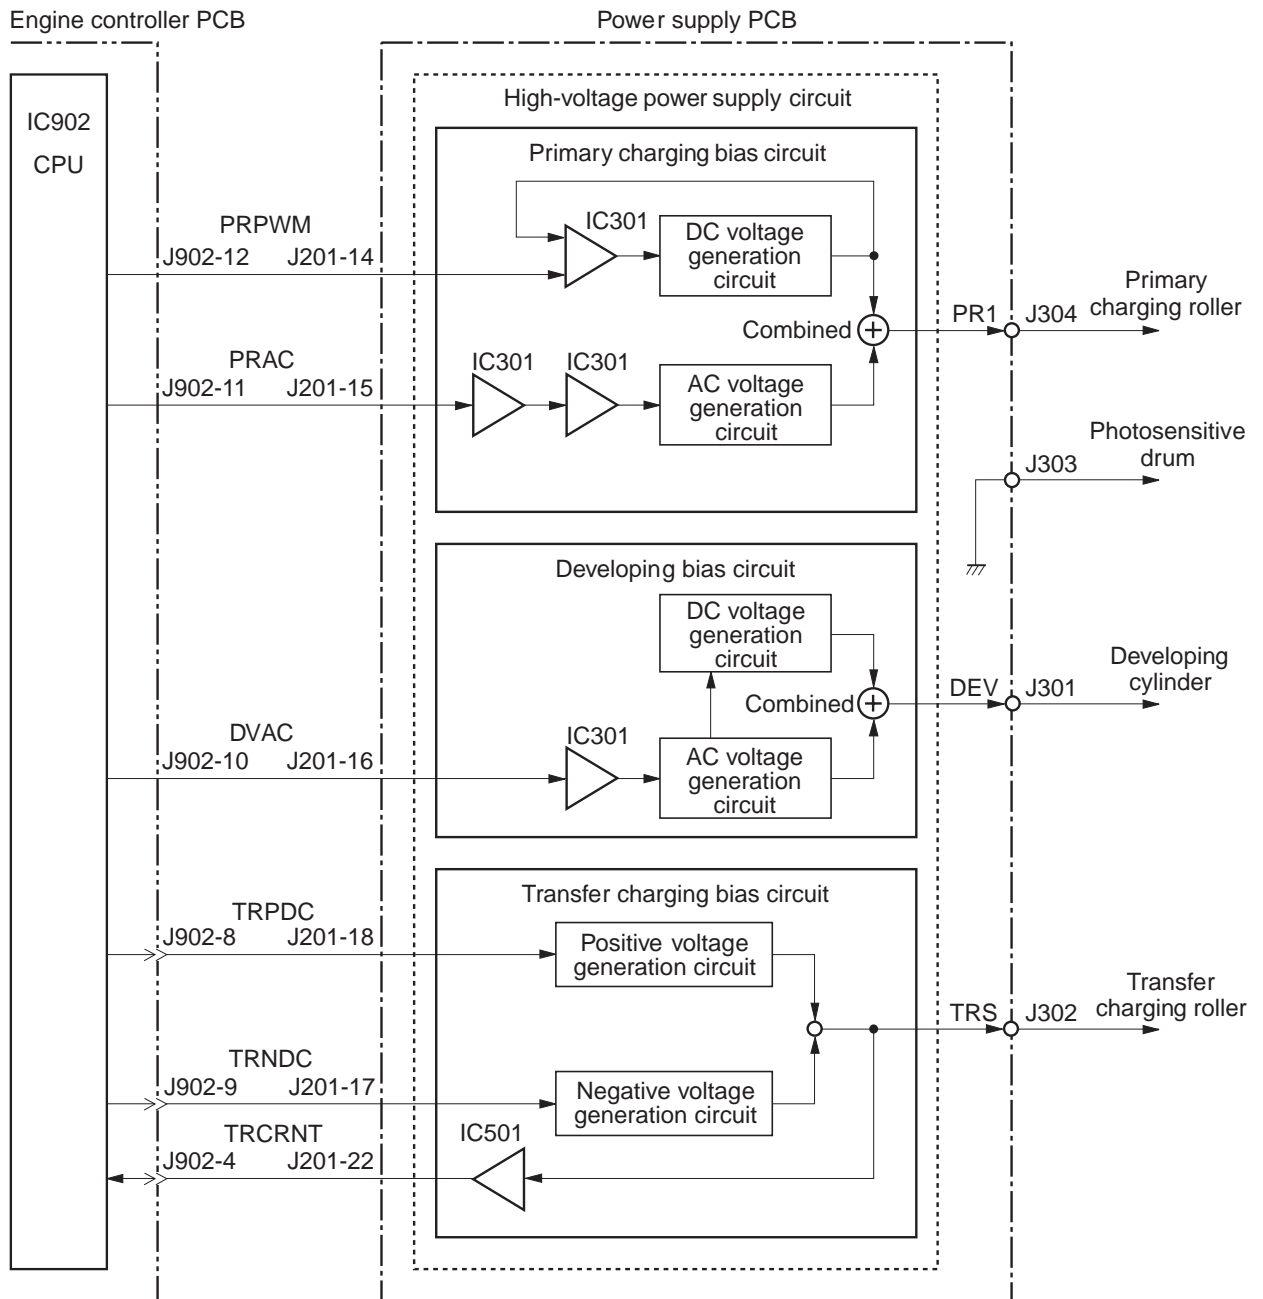 Engine controller PCB
Power supply PCB
IC902
CPU
High-voltage power supply circuit
Primary charging bias circuit
PRPWM
J902-12
J201-14
IC301
DC voltage
generation
circuit
Combined
PR1
J304
Primary
charging roller
PRAC
J902-11
J201-15
IC301
IC301
AC voltage
generation
circuit
J303
Photosensitive
drum
Developing bias circuit
DC voltage
generation
circuit
Combined
DEV
J301
Developing
cylinder
DVAC
J902-10
J201-16
IC301
AC voltage
generation
circuit
Transfer charging bias circuit
TRPDC
J902-8
J201-18
Positive voltage
generation circuit
TRS
J302
Transfer
charging roller
TRNDC
J902-9
J201-17
Negative voltage
generation circuit
TRCRNT
J902-4
J201-22
IC501